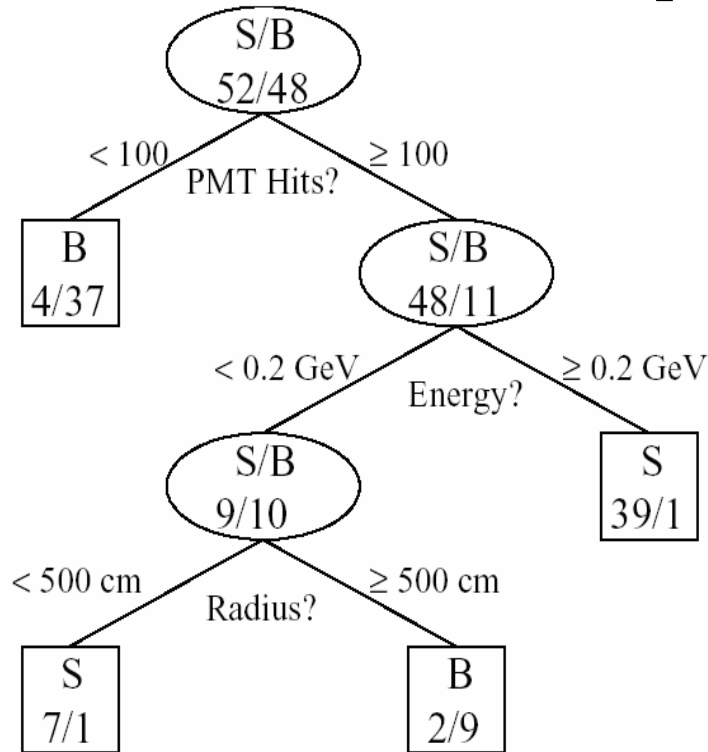 S/B
52/48
< 100
≥ 100
PMT Hits?
B
4/37
S/B
48/11
< 0.2 GeV
≥ 0.2 GeV
Energy?
S/B
9/10
S
39/1
< 500 cm
≥ 500 cm
Radius?
S
7/1
B
2/9